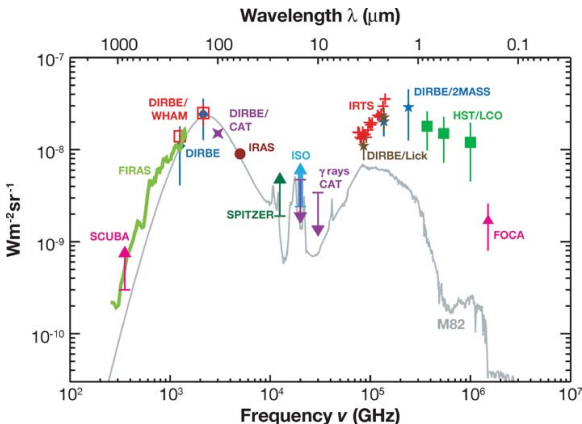 Wavelength λ (μm)
1000 100 10 1 0.1
10⁻⁷
10⁻⁸
10⁻⁹
10⁻¹⁰
Wm⁻²sr⁻¹
DIRBE/
WHAM
DIRBE/
CAT
FIRAS
DIRBE
IRAS
SCUBA
SPITZER
ISO
γ rays
CAT
IRTS
DIRBE/2MASS
HST/LCO
DIRBE/Lick
FOCA
M82
10² 10³ 10⁴ 10⁵ 10⁶ 10⁷
Frequency ν (GHz)